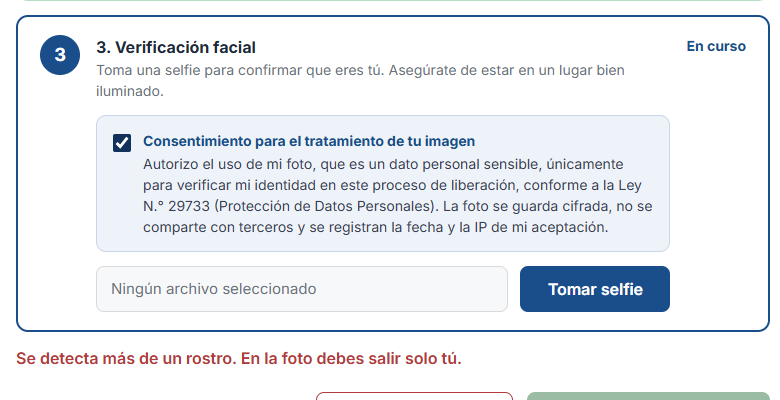 3
3. Verificación facial
En curso
Toma una selfie para confirmar que eres tú. Asegúrate de estar en un lugar bien
iluminado.
Consentimiento para el tratamiento de tu imagen
Autorizo el uso de mi foto, que es un dato personal sensible, únicamente
para verificar mi identidad en este proceso de liberación, conforme a la Ley
N.° 29733 (Protección de Datos Personales). La foto se guarda cifrada, no se
comparte con terceros y se registran la fecha y la IP de mi aceptación.
Ningún archivo seleccionado
Tomar selfie
Se detecta más de un rostro. En la foto debes salir solo tú.